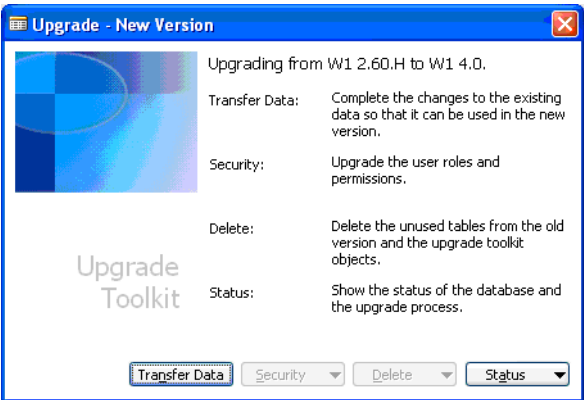 Upgrade - New Version
Upgrading from W1 2.60.H to W1 4.0.
Transfer Data: Complete the changes to the existing
data so that it can be used in the new
version.
Security: Upgrade the user roles and
permissions.
Delete: Delete the unused tables from the old
version and the upgrade toolkit
objects.
Upgrade
Toolkit
Status: Show the status of the database and
the upgrade process.
Transfer Data Security Delete Status